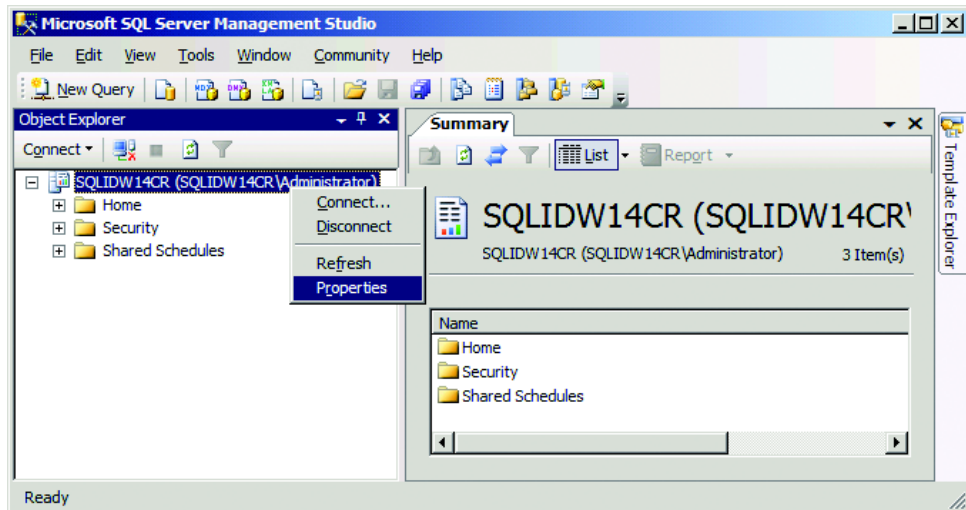 Microsoft SQL Server Management Studio
File Edit View Tools Window Community Help
New Query
Object Explorer
Connect
SQLIDW14CR (SQLIDW14CR\Administrator)
Home
Security
Shared Schedules
Connect...
Disconnect
Refresh
Properties
Summary
List Report
SQLIDW14CR (SQLIDW14CR\
SQLIDW14CR (SQLIDW14CR\Administrator) 3 Item(s)
Name
Home
Security
Shared Schedules
Template Explorer
Ready